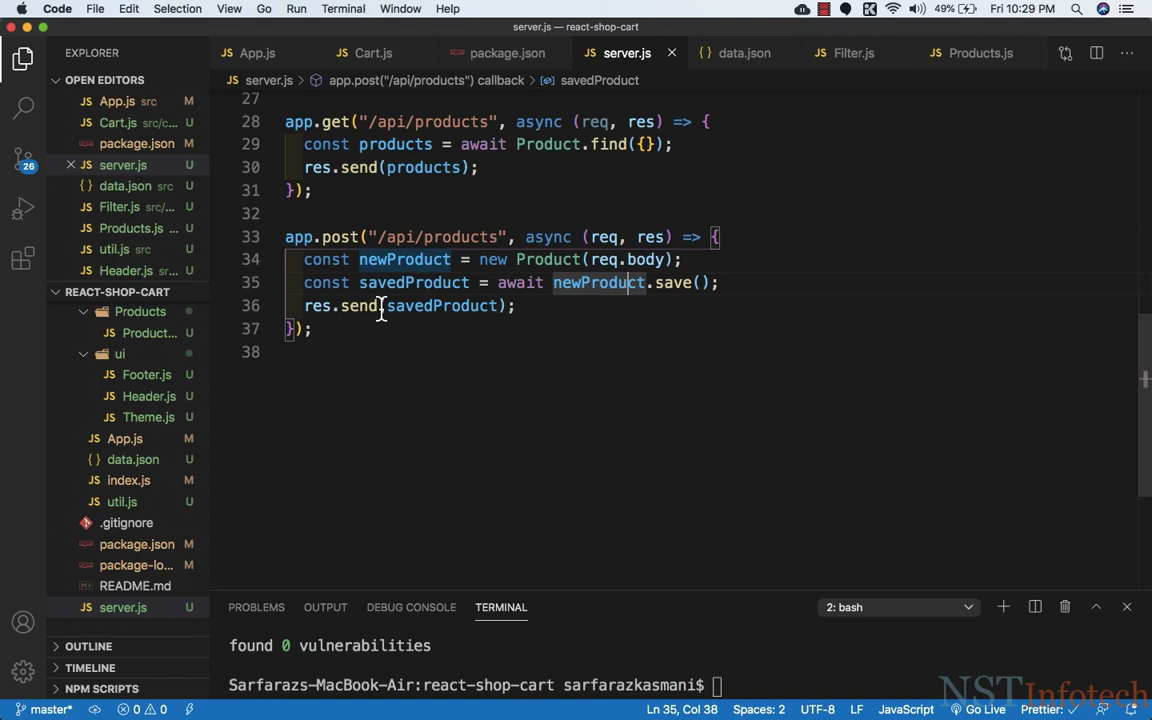 Code File Edit Selection View Go Run Terminal Window Help 49% Fri 10:29 PM
server.js — react-shop-cart
EXPLORER
App.js Cart.js package.json server.js data.json Filter.js Products.js
server.js > app.post("/api/products") callback > savedProduct
OPEN EDITORS
App.js src M
Cart.js src/c... U
package.json M
server.js U
data.json src U
Filter.js src/... U
Products.js ... U
util.js src U
Header.js src/... U
REACT-SHOP-CART
Products
Product... U
ui
Footer.js U
Header.js U
Theme.js U
App.js M
data.json U
index.js M
util.js U
.gitignore
package.json M
package-lo... M
README.md
server.js U
OUTLINE
TIMELINE
NPM SCRIPTS
26
27
28 app.get("/api/products", async (req, res) => {
29 const products = await Product.find({});
30 res.send(products);
31 });
32
33 app.post("/api/products", async (req, res) => {
34 const newProduct = new Product(req.body);
35 const savedProduct = await newProduct.save();
36 res.send(savedProduct);
37 });
38
PROBLEMS OUTPUT DEBUG CONSOLE TERMINAL 2: bash
found 0 vulnerabilities
Sarfarazs-MacBook-Air:react-shop-cart sarfarazkasmani$
NSTInfotech
master* 0 0 Ln 35, Col 38 Spaces: 2 UTF-8 LF JavaScript Go Live Prettier: ✓